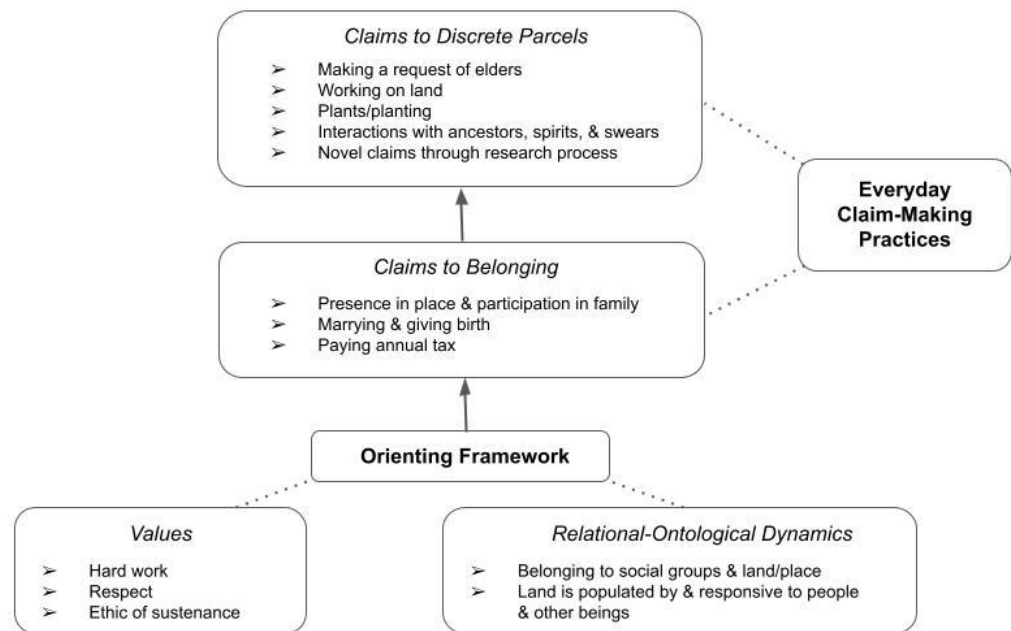 Claims to Discrete Parcels
➢ Making a request of elders
➢ Working on land
➢ Plants/planting
➢ Interactions with ancestors, spirits, & swears
➢ Novel claims through research process
Everyday
Claim-Making
Practices
Claims to Belonging
➢ Presence in place & participation in family
➢ Marrying & giving birth
➢ Paying annual tax
Orienting Framework
Values
➢ Hard work
➢ Respect
➢ Ethic of sustenance
Relational-Ontological Dynamics
➢ Belonging to social groups & land/place
➢ Land is populated by & responsive to people
& other beings